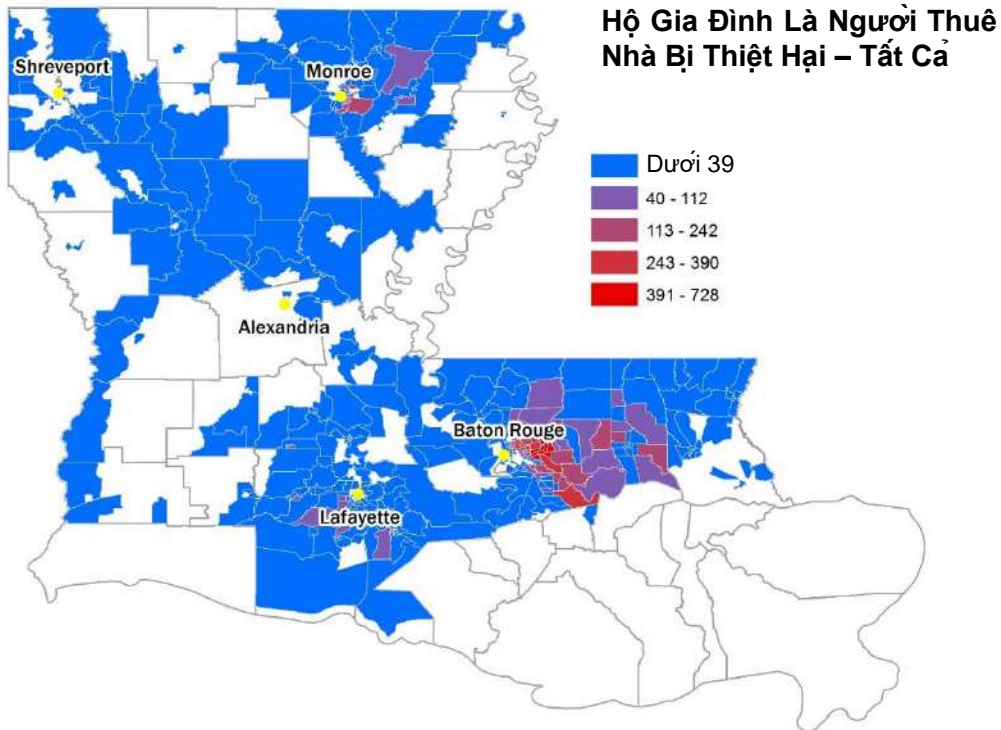 Hộ Gia Đình Là Người Thuê
Nhà Bị Thiệt Hại – Tất Cả
Shreveport
Monroe
Dưới 39
40 - 112
113 - 242
243 - 390
391 - 728
Alexandria
Baton Rouge
Lafayette